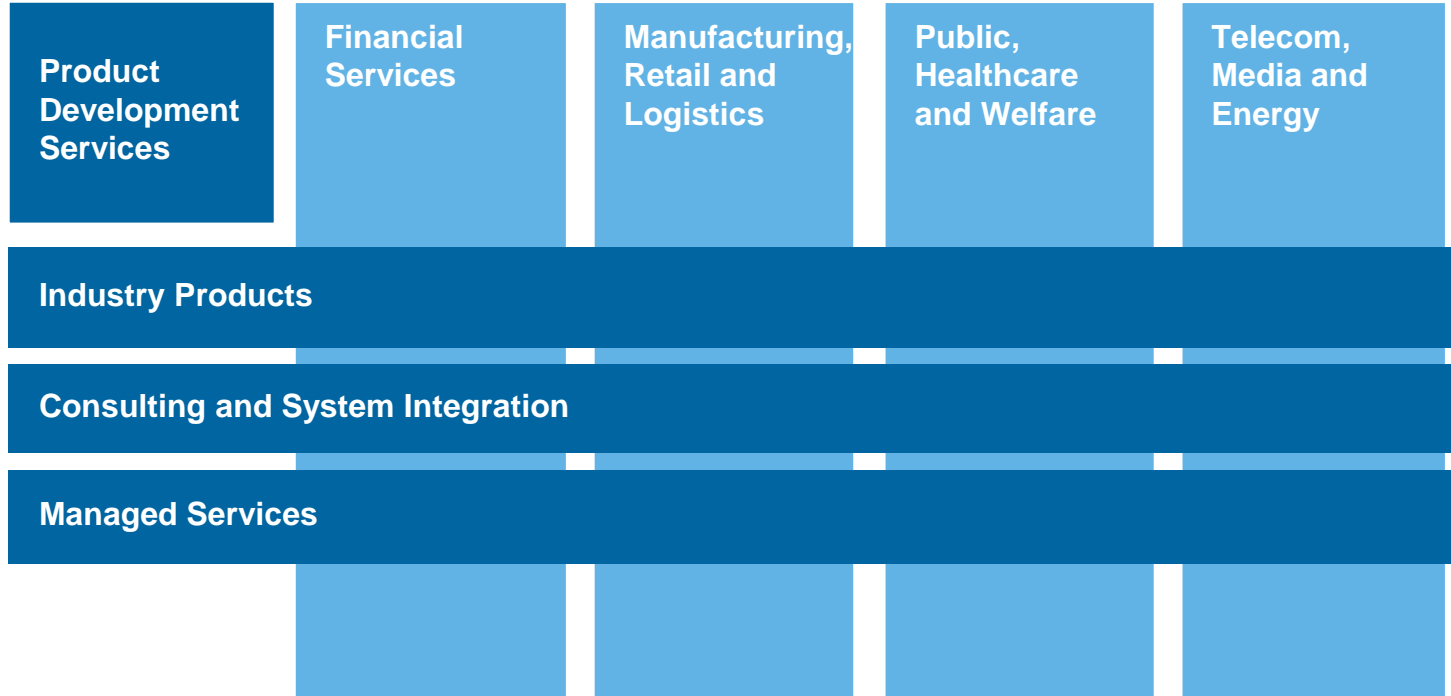 Product
Development
Services
Financial
Services
Manufacturing,
Retail and
Logistics
Public,
Healthcare
and Welfare
Telecom,
Media and
Energy
Industry Products
Consulting and System Integration
Managed Services